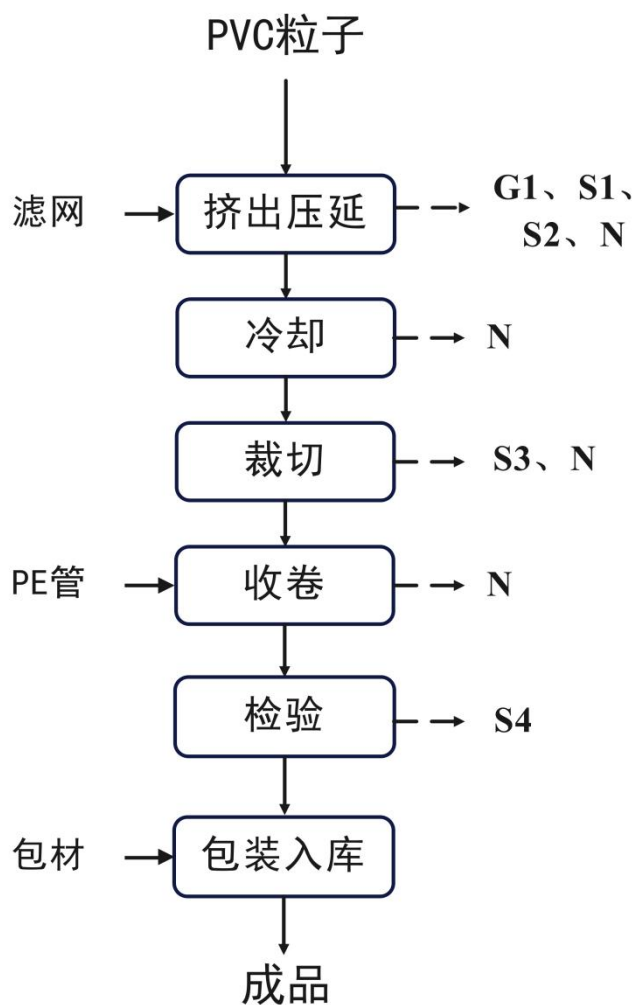 PVC粒子
滤网
挤出压延
G1、S1、
S2、N
冷却
N
裁切
S3、N
PE管
收卷
N
检验
S4
包材
包装入库
成品